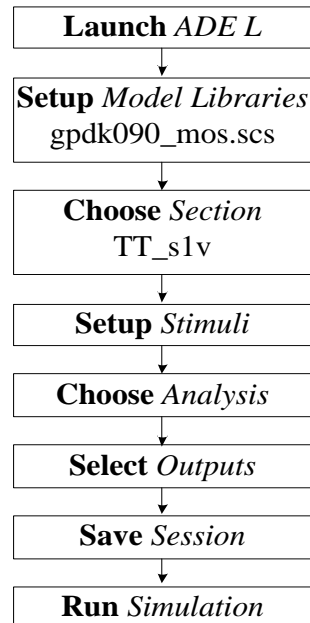 Launch ADE L
Setup Model Libraries
gpdk090_mos.scs
Choose Section
TT_s1v
Setup Stimuli
Choose Analysis
Select Outputs
Save Session
Run Simulation